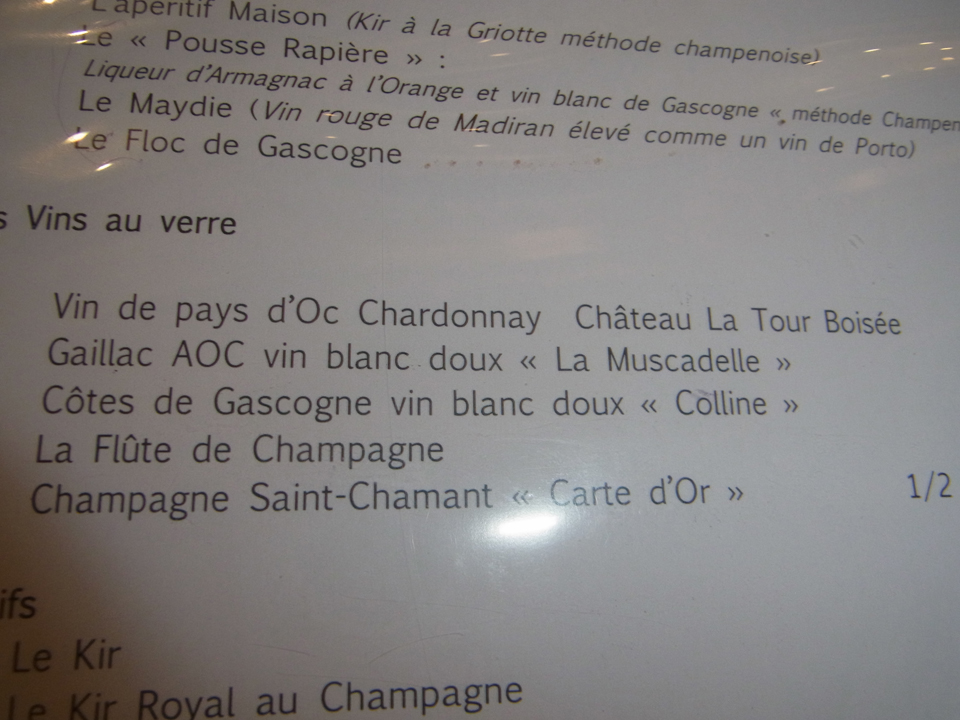 L'apéritif Maison (Kir à la Griotte méthode champenoise)
Le « Pousse Rapière » :
Liqueur d'Armagnac à l'Orange et vin blanc de Gascogne « méthode Champen
Le Maydie (Vin rouge de Madiran élevé comme un vin de Porto)
Le Floc de Gascogne
s Vins au verre
Vin de pays d'Oc Chardonnay Château La Tour Boisée
Gaillac AOC vin blanc doux « La Muscadelle »
Côtes de Gascogne vin blanc doux « Colline »
La Flûte de Champagne
Champagne Saint-Chamant « Carte d'Or » 1/2
ifs
Le Kir
Le Kir Royal au Champagne